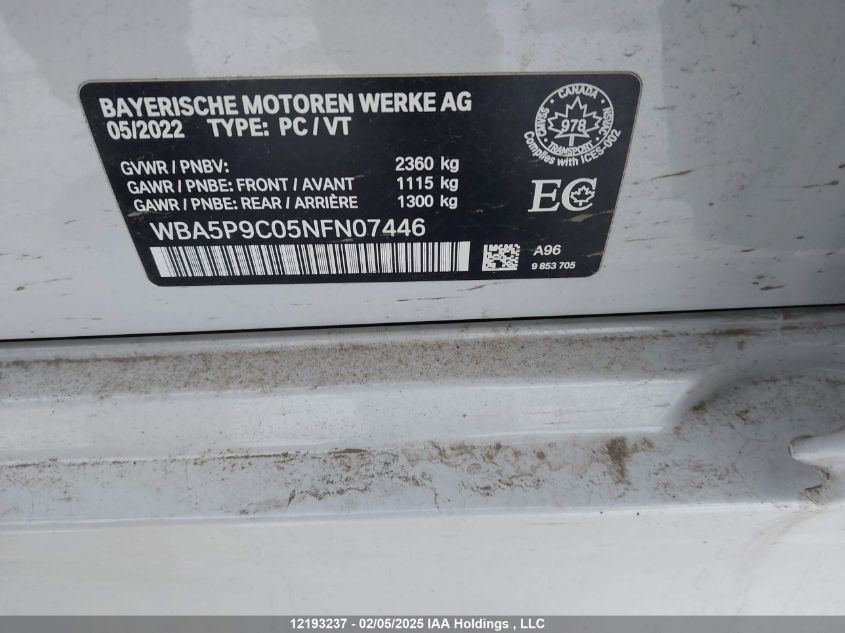 BAYERISCHE MOTOREN WERKE AG
05/2022 TYPE: PC / VT
GVWR / PNBV: 2360 kg
GAWR / PNBE: FRONT / AVANT 1115 kg
GAWR / PNBE: REAR / ARRIÈRE 1300 kg
WBA5P9C05NFN07446
CANADA
978
TRANSPORT
Complies with ICES-002
EC
A96
9 853 705
12193237 - 02/05/2025 IAA Holdings , LLC